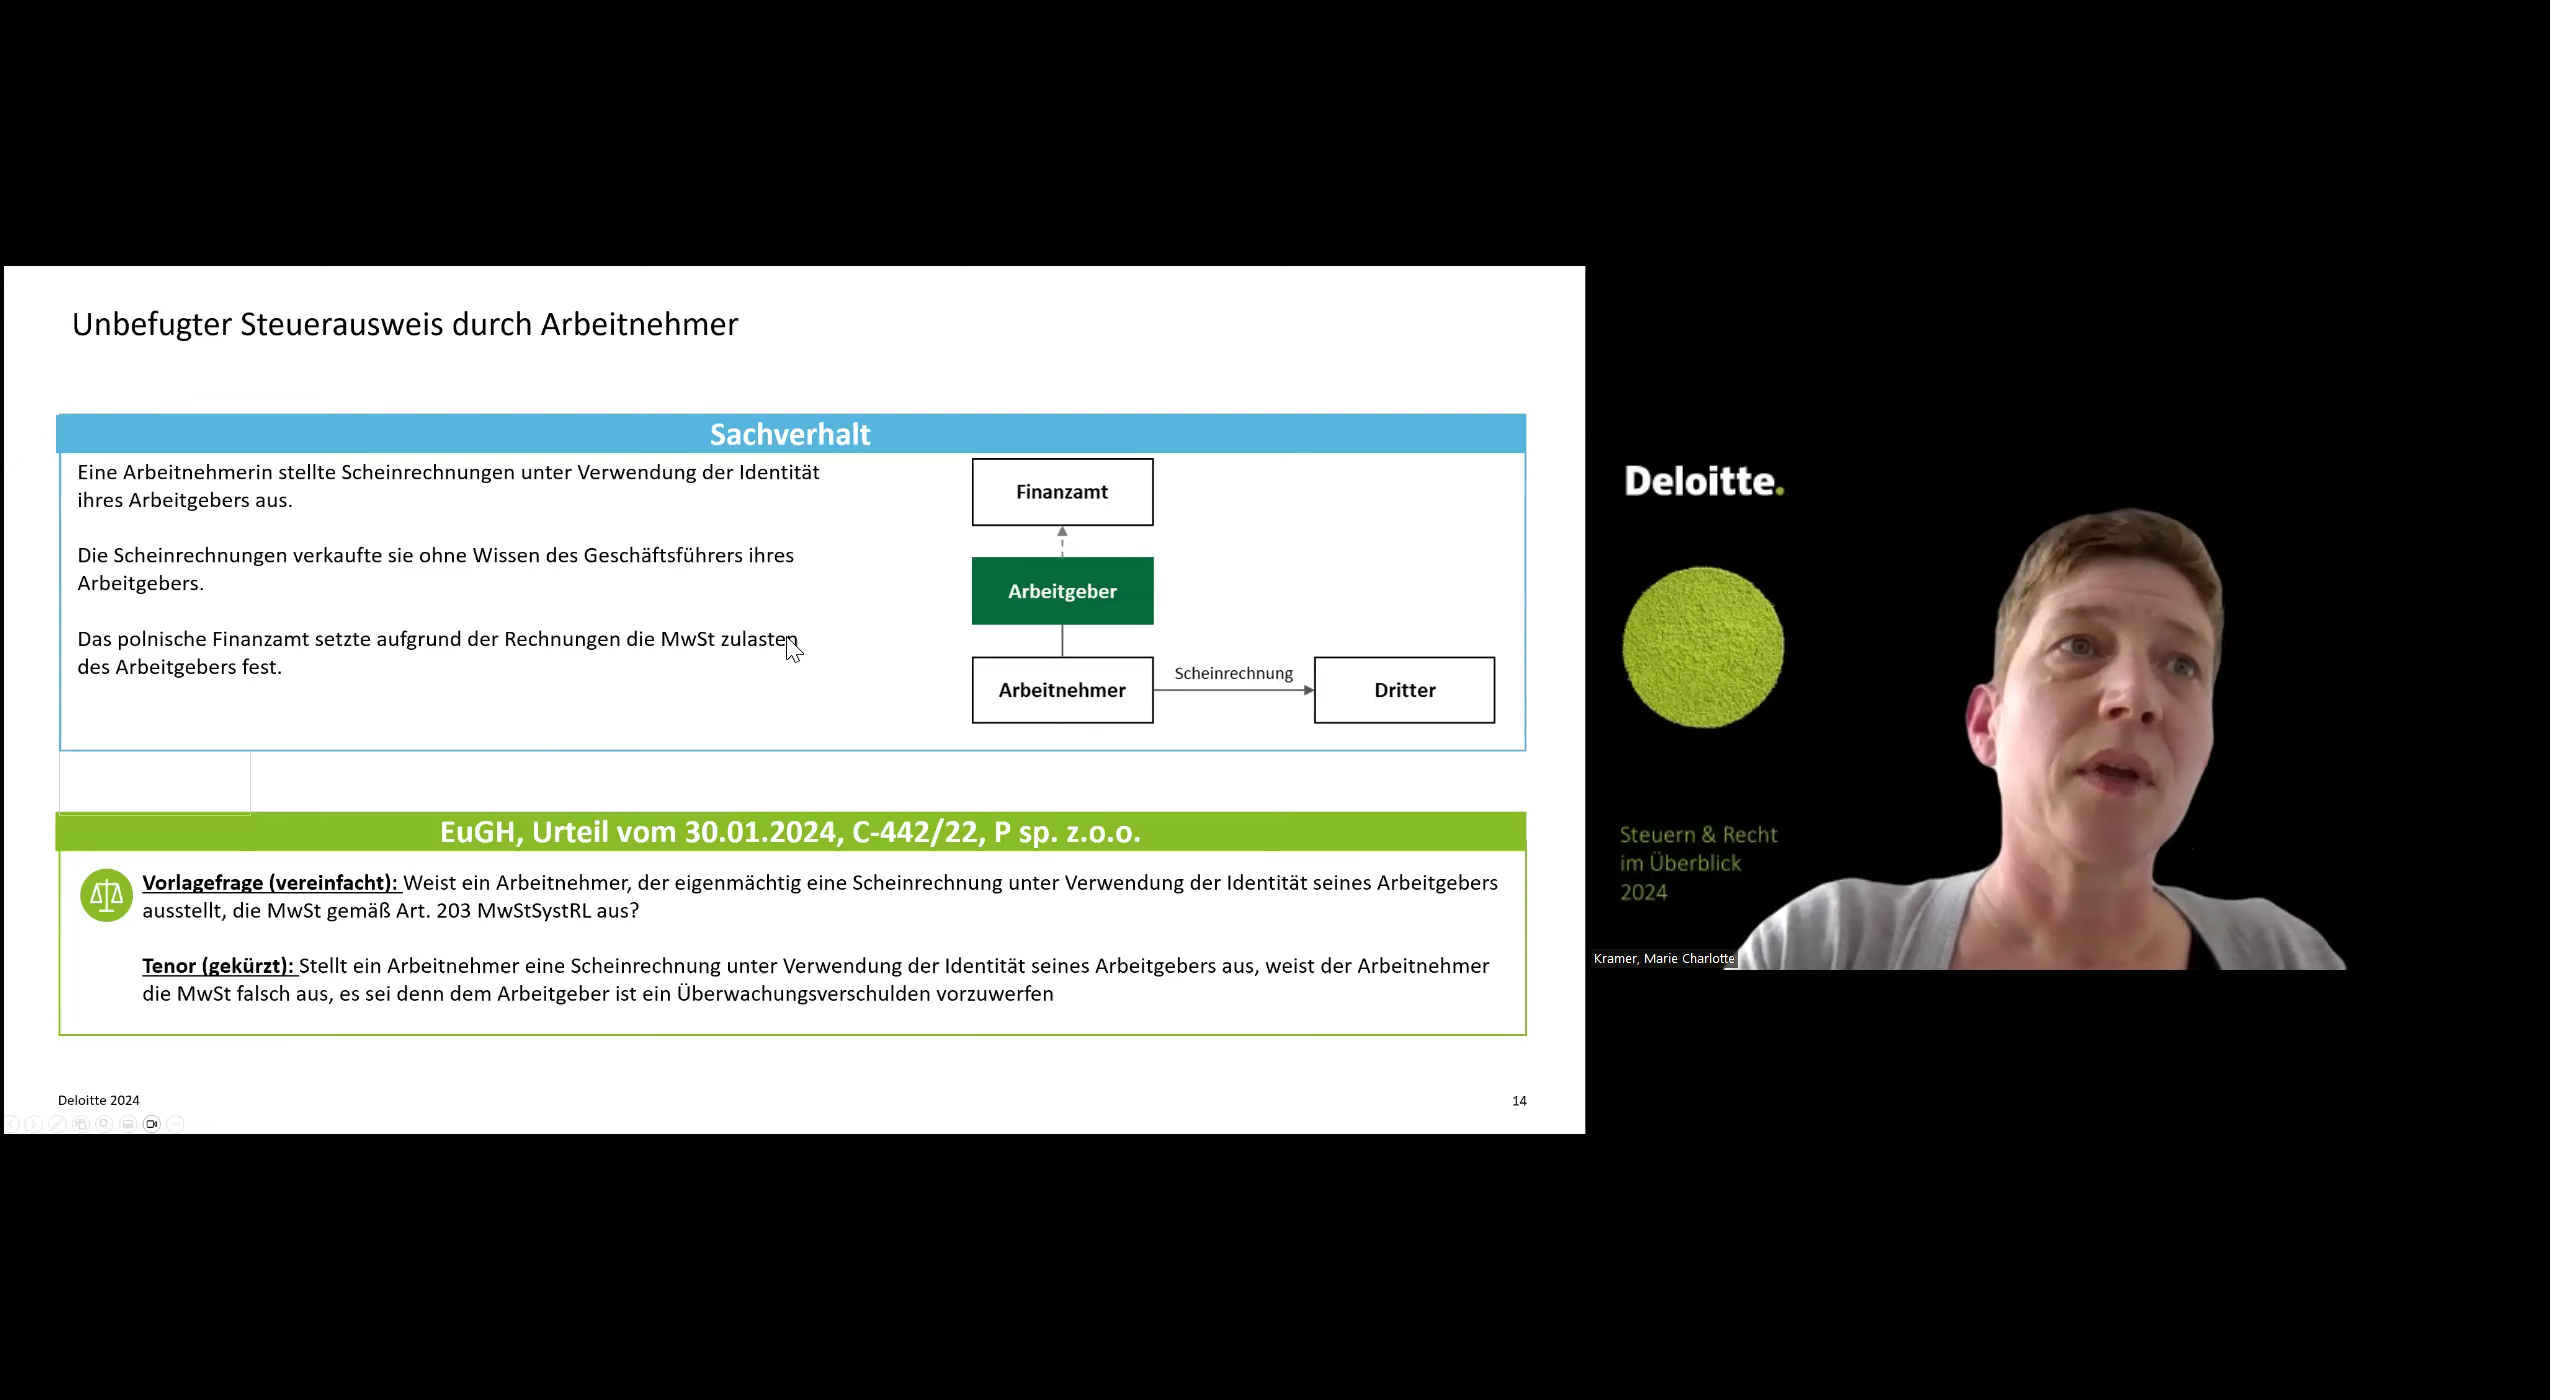 Unbefugter Steuerausweis durch Arbeitnehmer
Sachverhalt
Eine Arbeitnehmerin stellte Scheinrechnungen unter Verwendung der Identität
ihres Arbeitgebers aus.
Die Scheinrechnungen verkaufte sie ohne Wissen des Geschäftsführers ihres
Arbeitgebers.
Das polnische Finanzamt setzte aufgrund der Rechnungen die MwSt zulasten
des Arbeitgebers fest.
Finanzamt
Arbeitgeber
Arbeitnehmer
Scheinrechnung
Dritter
EuGH, Urteil vom 30.01.2024, C-442/22, P sp. z.o.o.
Vorlagefrage (vereinfacht): Weist ein Arbeitnehmer, der eigenmächtig eine Scheinrechnung unter Verwendung der Identität seines Arbeitgebers
ausstellt, die MwSt gemäß Art. 203 MwStSystRL aus?
Tenor (gekürzt): Stellt ein Arbeitnehmer eine Scheinrechnung unter Verwendung der Identität seines Arbeitgebers aus, weist der Arbeitnehmer
die MwSt falsch aus, es sei denn dem Arbeitgeber ist ein Überwachungsverschulden vorzuwerfen
Deloitte 2024
14
Deloitte.
Steuern & Recht
im Überblick
2024
Kramer, Marie Charlotte